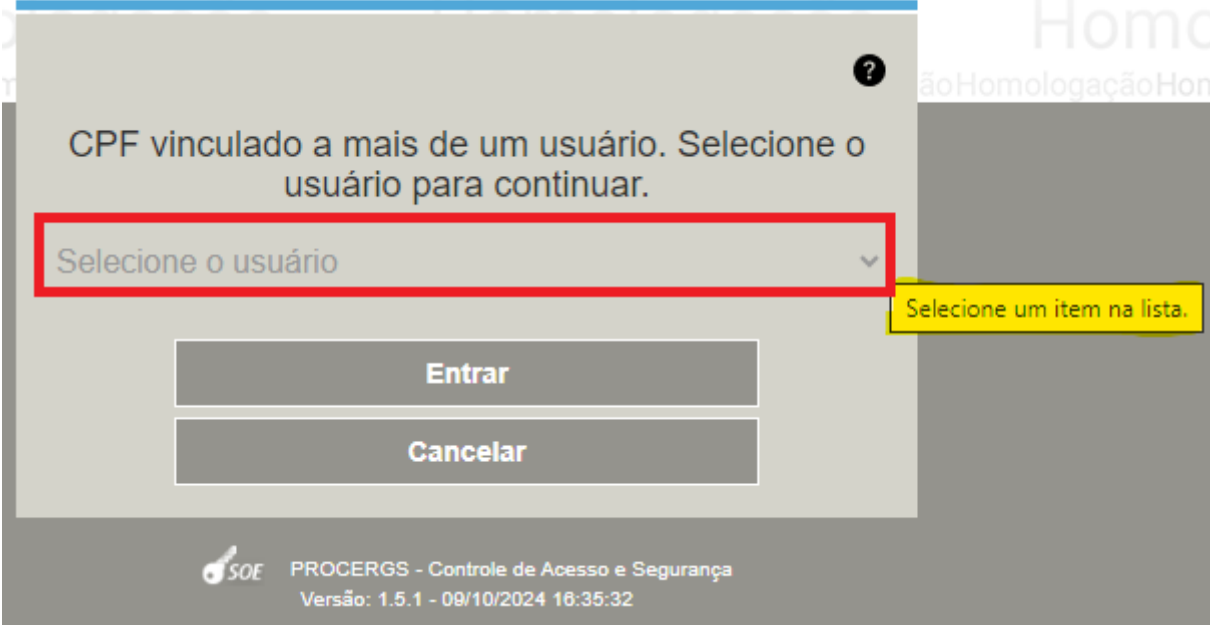 Homo
ãoHomologaçãoHom
?
CPF vinculado a mais de um usuário. Selecione o
usuário para continuar.
Selecione o usuário
Selecione um item na lista.
Entrar
Cancelar
SOE
PROCERGS - Controle de Acesso e Segurança
Versão: 1.5.1 - 09/10/2024 16:35:32